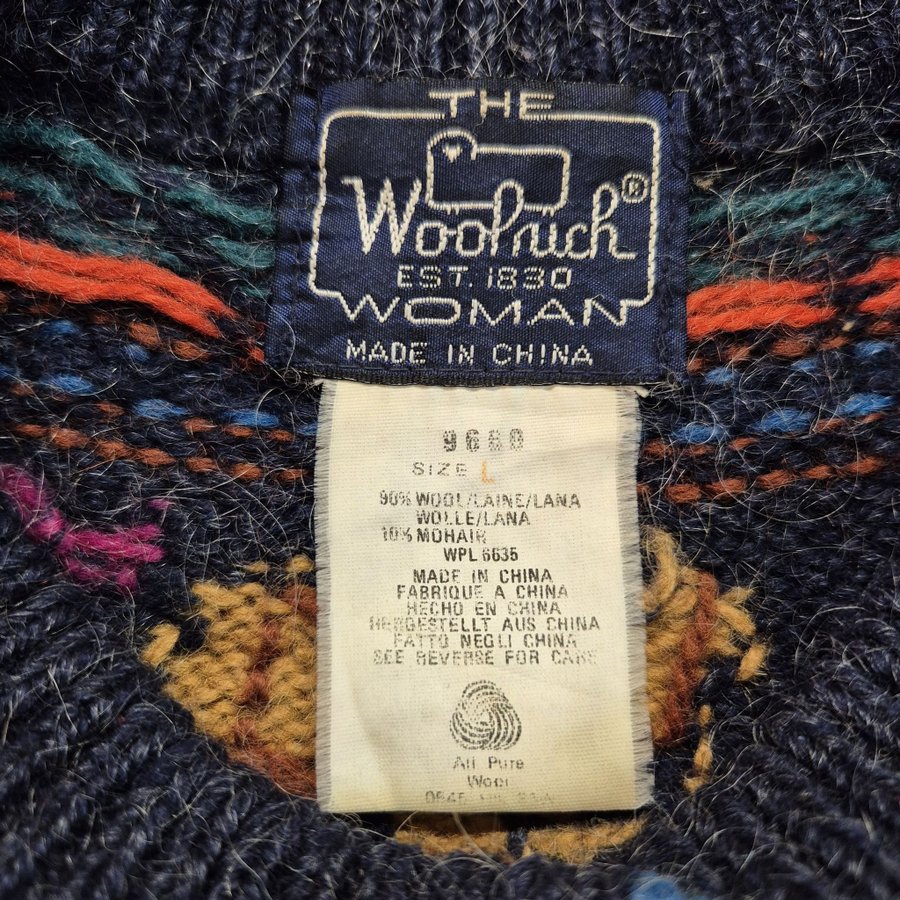 THE
Woolrich®
EST. 1830
WOMAN
MADE IN CHINA
9680
SIZE L
90% WOOL/LAINE/LANA
WOLLE/LANA
10% MOHAIR
WPL 6635
MADE IN CHINA
FABRIQUE A CHINA
HECHO EN CHINA
HERGESTELLT AUS CHINA
FATTO NEGLI CHINA
SEE REVERSE FOR CARE
All Pure
Wool